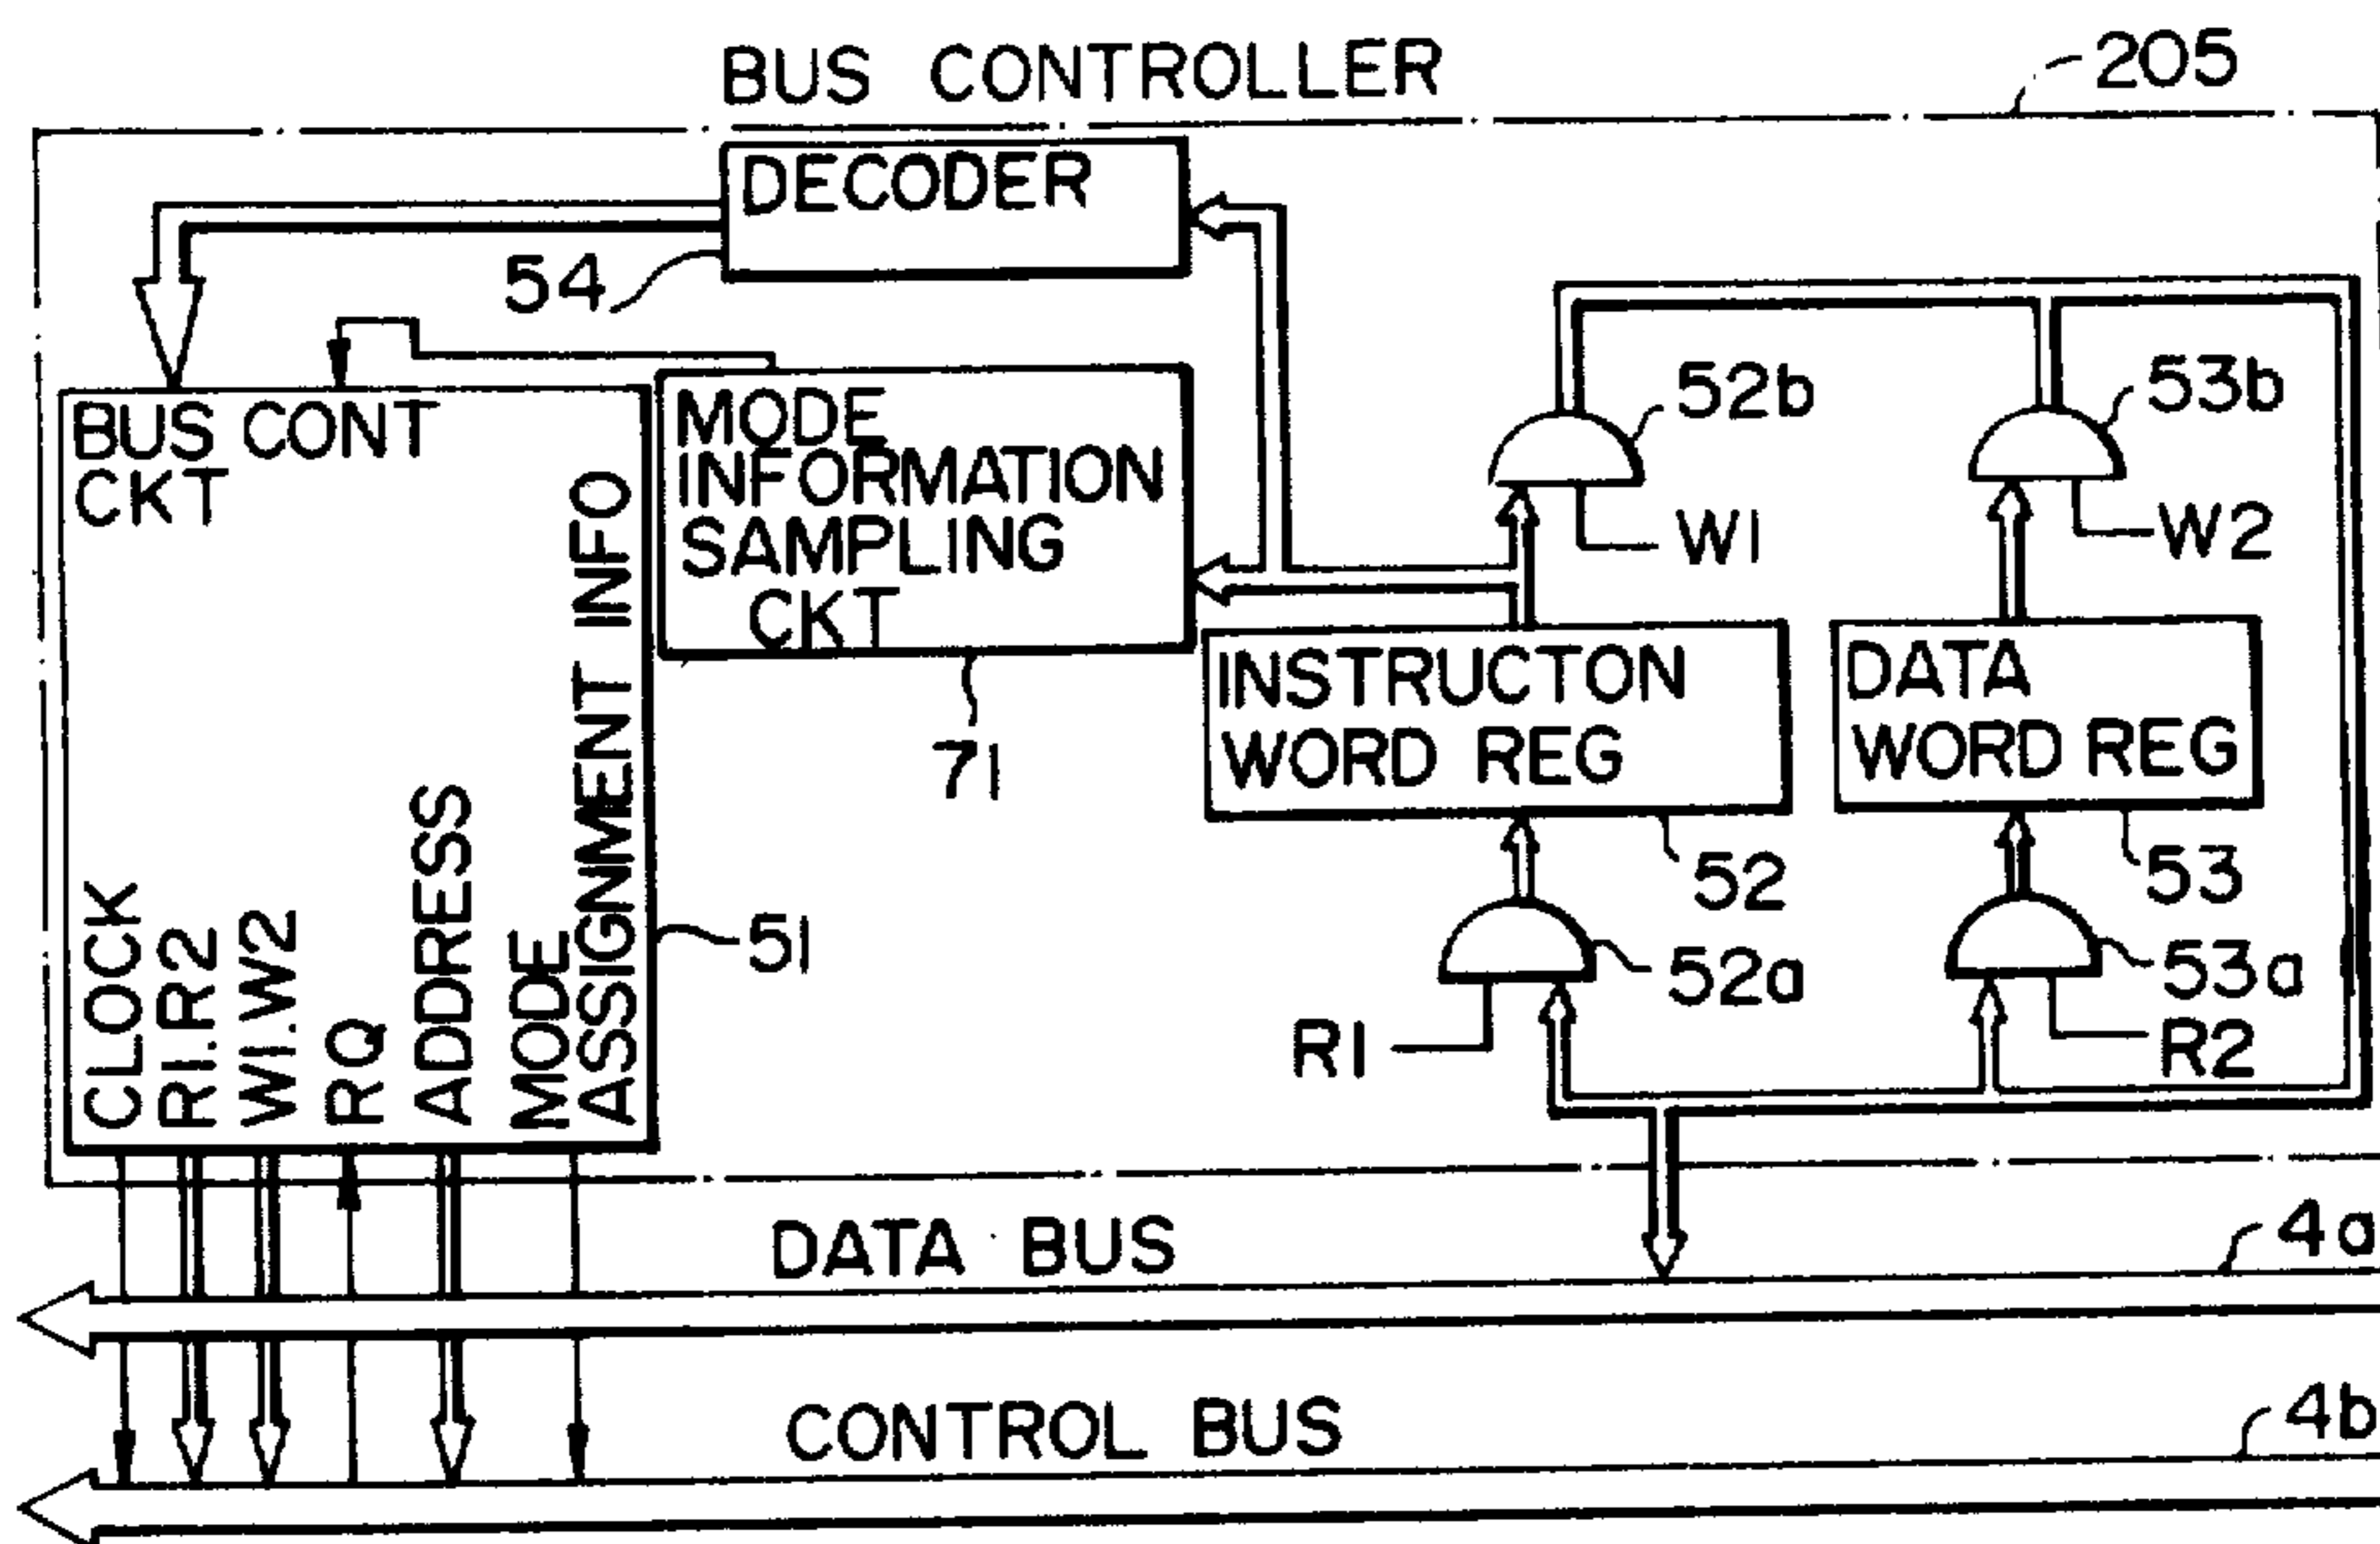 BUS CONTROLLER
205
DECODER
54
BUS CONT
CKT
MODE
INFORMATION
SAMPLING
CKT
71
52b
53b
W1
W2
INSTRUCTON
WORD REG
DATA
WORD REG
52
53
52a
53a
R1
R2
CLOCK
R1.R2
W1.W2
RQ
ADDRESS
MODE
ASSIGNMENT INFO
51
DATA BUS
4a
CONTROL BUS
4b